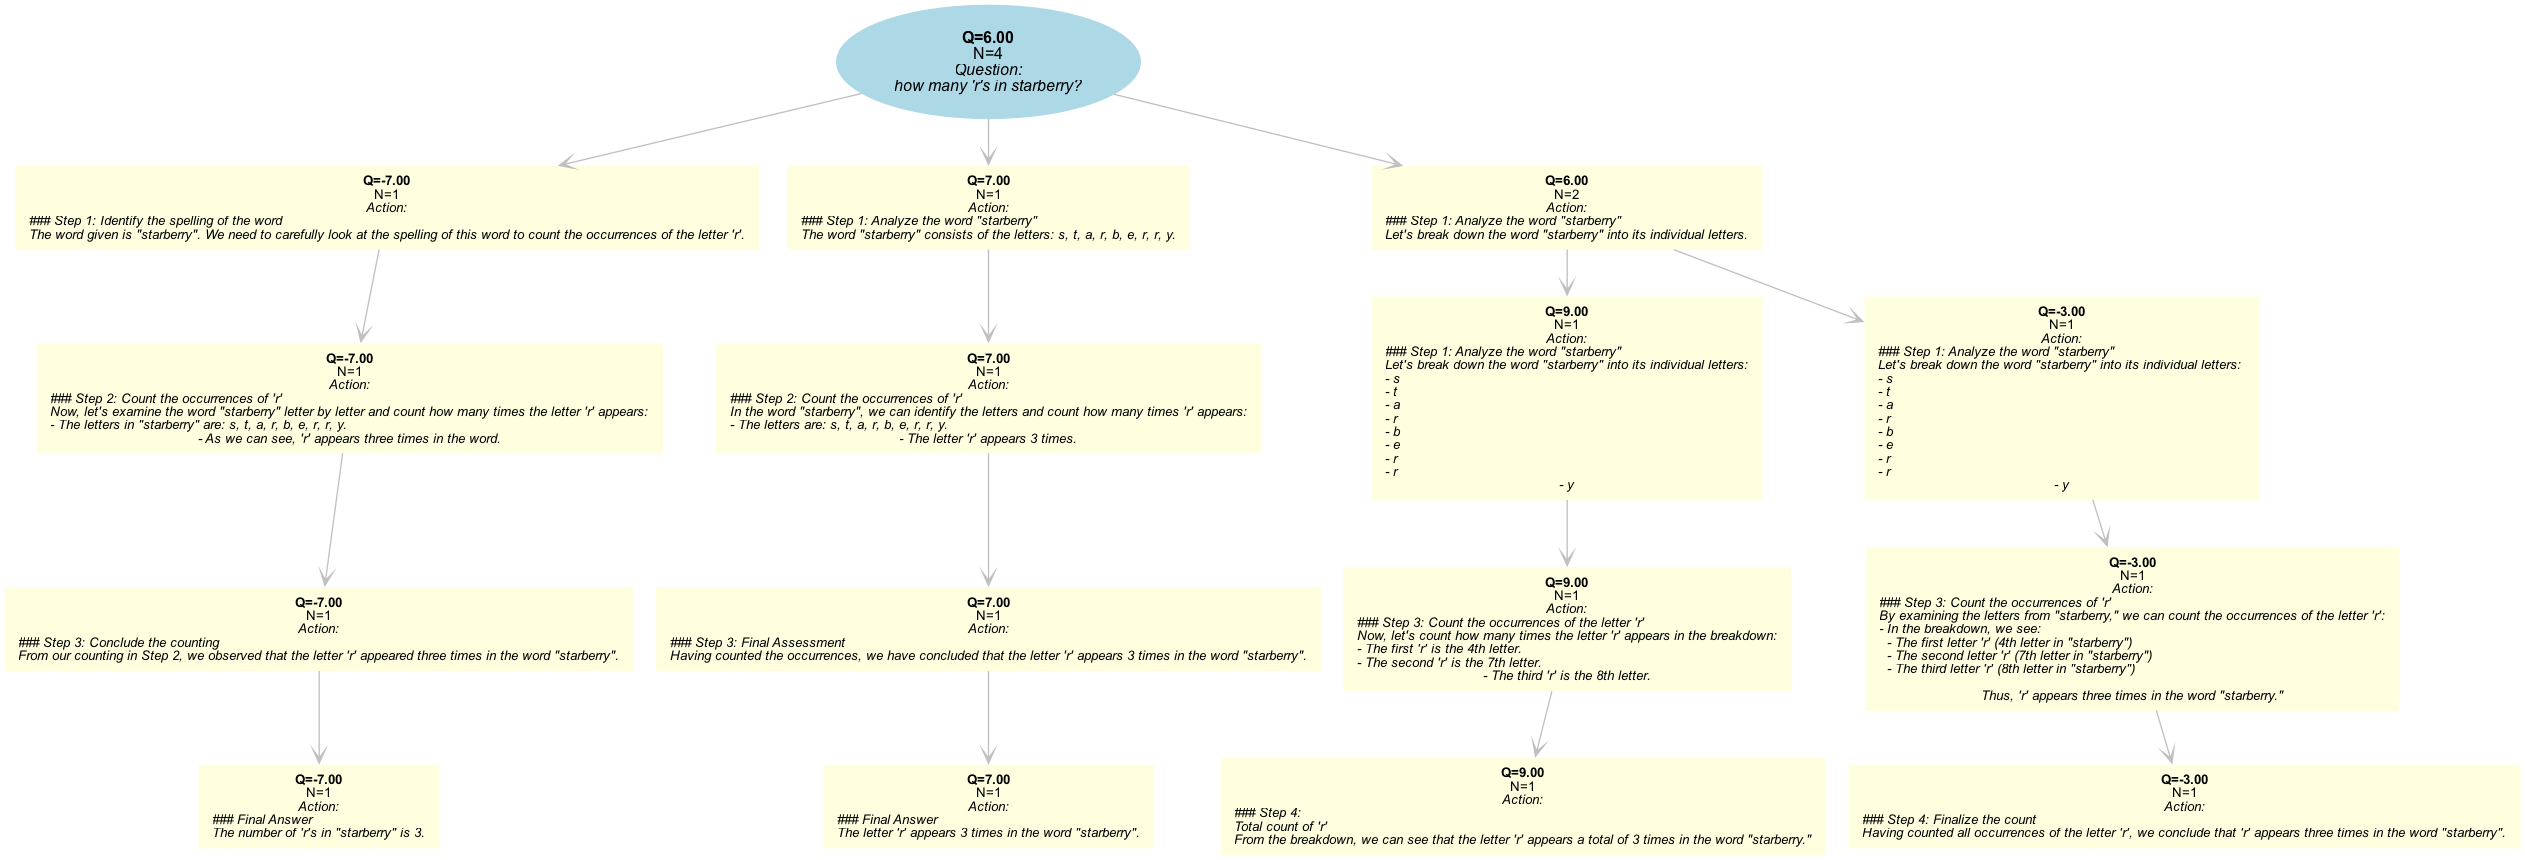 Q=6.00
N=4
Question:
how many 'r's in starberry?
Q=-7.00
N=1
Action:
### Step 1: Identify the spelling of the word
The word given is "starberry". We need to carefully look at the spelling of this word to count the occurrences of the letter 'r'.
Q=7.00
N=1
Action:
### Step 1: Analyze the word "starberry"
The word "starberry" consists of the letters: s, t, a, r, b, e, r, r, y.
Q=6.00
N=2
Action:
### Step 1: Analyze the word "starberry"
Let's break down the word "starberry" into its individual letters.
Q=-7.00
N=1
Action:
### Step 2: Count the occurrences of 'r'
Now, let's examine the word "starberry" letter by letter and count how many times the letter 'r' appears:
- The letters in "starberry" are: s, t, a, r, b, e, r, r, y.
- As we can see, 'r' appears three times in the word.
Q=7.00
N=1
Action:
### Step 2: Count the occurrences of 'r'
In the word "starberry", we can identify the letters and count how many times 'r' appears:
- The letters are: s, t, a, r, b, e, r, r, y.
- The letter 'r' appears 3 times.
Q=9.00
N=1
Action:
### Step 1: Analyze the word "starberry"
Let's break down the word "starberry" into its individual letters:
- s
- t
- a
- r
- b
- e
- r
- r
- y
Q=-3.00
N=1
Action:
### Step 1: Analyze the word "starberry"
Let's break down the word "starberry" into its individual letters:
- s
- t
- a
- r
- b
- e
- r
- r
- y
Q=-7.00
N=1
Action:
### Step 3: Conclude the counting
From our counting in Step 2, we observed that the letter 'r' appeared three times in the word "starberry".
Q=7.00
N=1
Action:
### Step 3: Final Assessment
Having counted the occurrences, we have concluded that the letter 'r' appears 3 times in the word "starberry".
Q=9.00
N=1
Action:
### Step 3: Count the occurrences of the letter 'r'
Now, let's count how many times the letter 'r' appears in the breakdown:
- The first 'r' is the 4th letter.
- The second 'r' is the 7th letter.
- The third 'r' is the 8th letter.
Q=-3.00
N=1
Action:
### Step 3: Count the occurrences of 'r'
By examining the letters from "starberry," we can count the occurrences of the letter 'r':
- In the breakdown, we see:
- The first letter 'r' (4th letter in "starberry")
- The second letter 'r' (7th letter in "starberry")
- The third letter 'r' (8th letter in "starberry")
Thus, 'r' appears three times in the word "starberry."
Q=-7.00
N=1
Action:
### Final Answer
The number of 'r's in "starberry" is 3.
Q=7.00
N=1
Action:
### Final Answer
The letter 'r' appears 3 times in the word "starberry".
Q=9.00
N=1
Action:
### Step 4:
Total count of 'r'
From the breakdown, we can see that the letter 'r' appears a total of 3 times in the word "starberry."
Q=-3.00
N=1
Action:
### Step 4: Finalize the count
Having counted all occurrences of the letter 'r', we conclude that 'r' appears three times in the word "starberry".